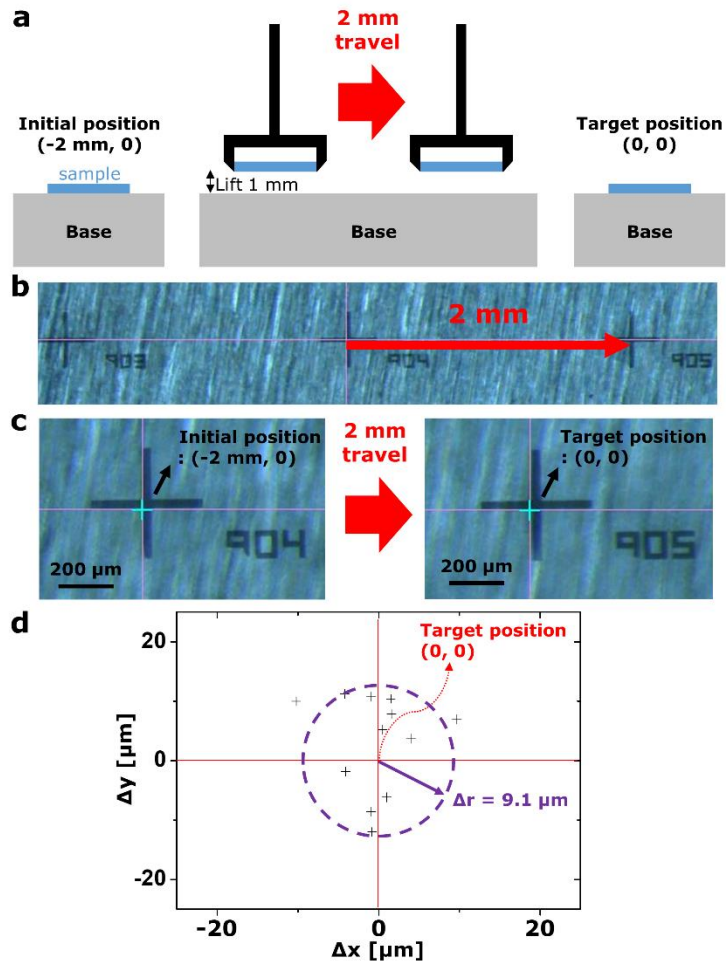 a
2 mm
travel
Initial position
(-2 mm, 0)
Target position
(0, 0)
sample
Lift 1 mm
Base
Base
Base
b
2 mm
903
904
905
c
Initial position
: (-2 mm, 0)
904
200 µm
2 mm
travel
Target position
: (0, 0)
905
200 µm
d
Target position
(0, 0)
20
0
-20
Δy [µm]
Δr = 9.1 µm
-20
0
20
Δx [µm]